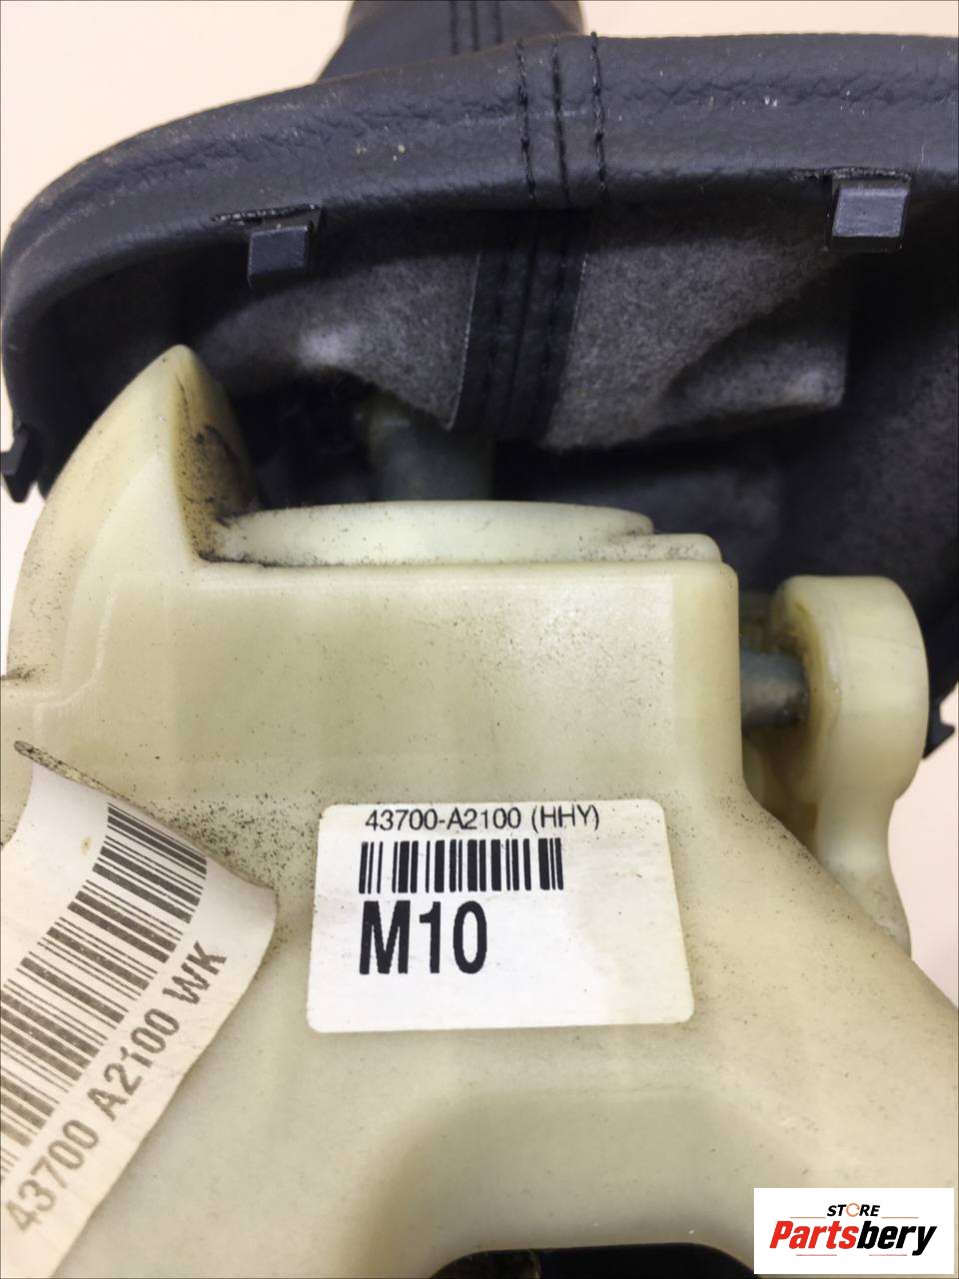 43700-A2100 (HHY)
M10
43700 A2100 WK
STORE
Partsbery